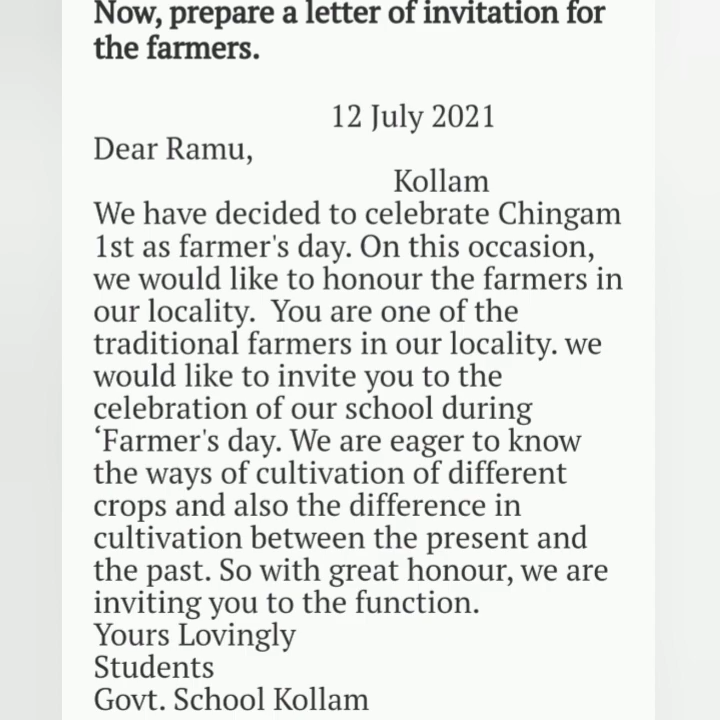 Now, prepare a letter of invitation for
the farmers.
12 July 2021
Dear Ramu,
Kollam
We have decided to celebrate Chingam
1st as farmer's day. On this occasion,
we would like to honour the farmers in
our locality.  You are one of the
traditional farmers in our locality. we
would like to invite you to the
celebration of our school during
‘Farmer's day. We are eager to know
the ways of cultivation of different
crops and also the difference in
cultivation between the present and
the past. So with great honour, we are
inviting you to the function.
Yours Lovingly
Students
Govt. School Kollam